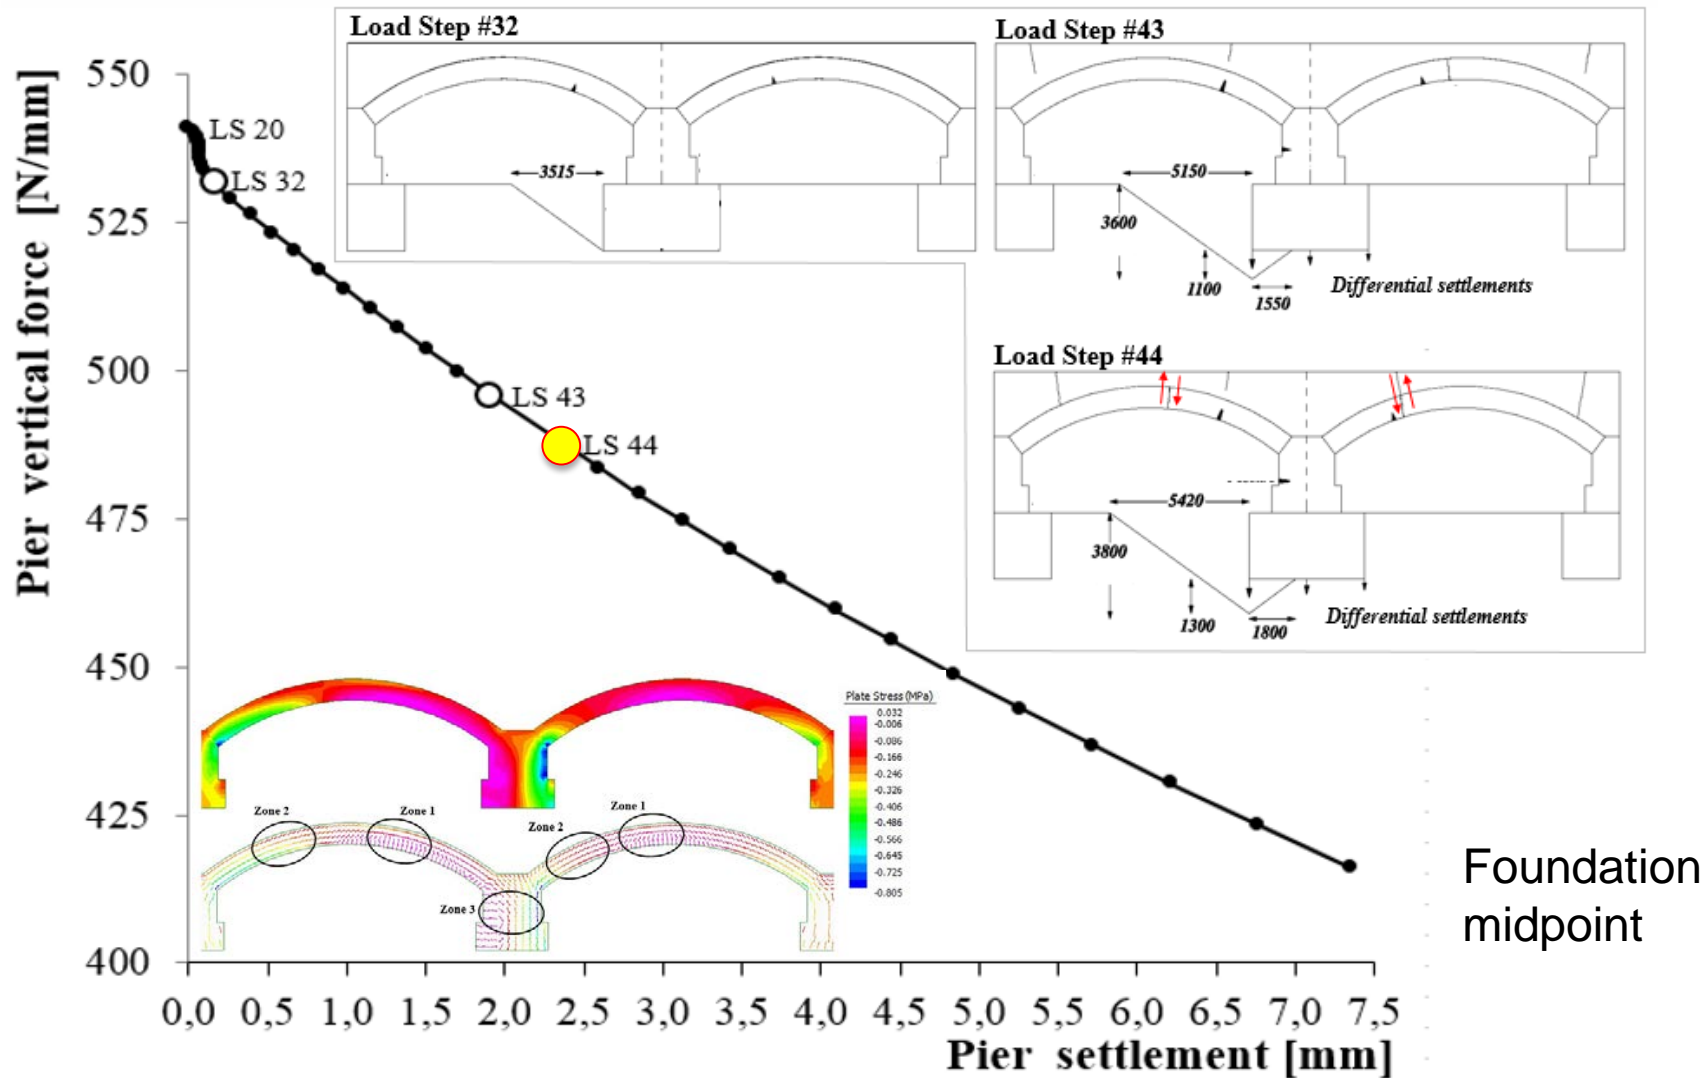 Load Step #32
3515
Load Step #43
5150
3600
1100
1550
Differential settlements
Load Step #44
5420
3800
1300
1800
Differential settlements
Pier vertical force [N/mm]
550
525
500
475
450
425
400
LS 20
LS 32
LS 43
LS 44
Plate Stress (MPa)
0.032
-0.006
-0.086
-0.166
-0.246
-0.326
-0.406
-0.486
-0.566
-0.645
-0.725
-0.805
Zone 2
Zone 1
Zone 2
Zone 1
Zone 3
Foundation
midpoint
0,0 0,5 1,0 1,5 2,0 2,5 3,0 3,5 4,0 4,5 5,0 5,5 6,0 6,5 7,0 7,5
Pier settlement [mm]